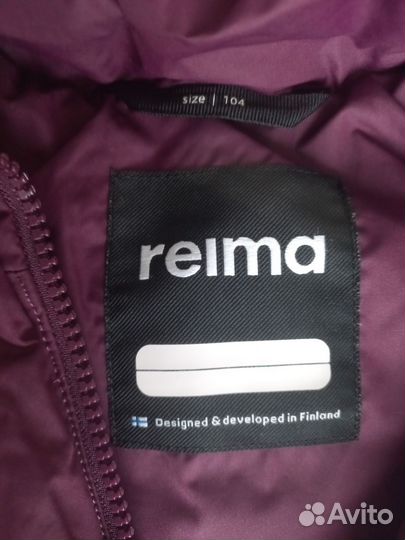 size | 104
reima
Designed & developed in Finland
Avito